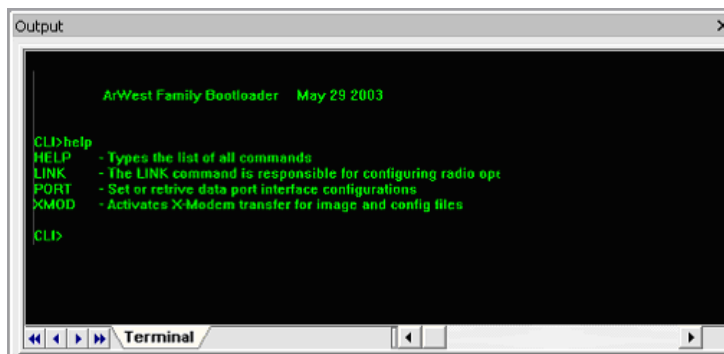 Output
ArWest Family Bootloader May 29 2003
CLI>help
HELP - Types the list of all commands
LINK - The LINK command is responsible for configuring radio ope
PORT - Set or retrive data port interface configurations
XMOD - Activates X-Modem transfer for image and config files
CLI>
Terminal